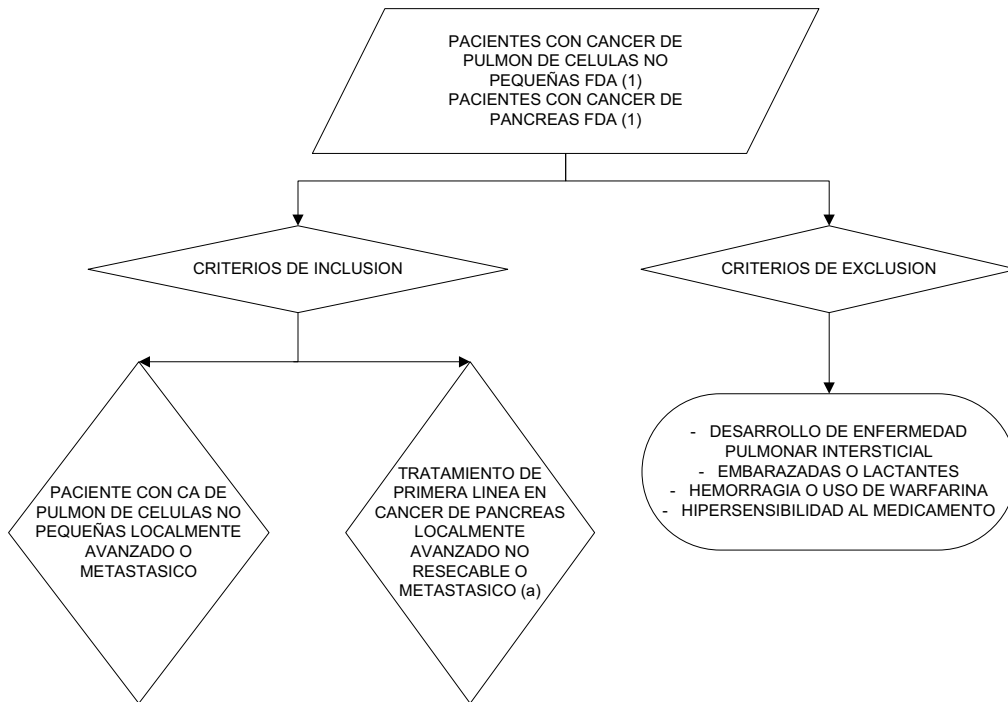 PACIENTES CON CANCER DE
PULMON DE CELULAS NO
PEQUEÑAS FDA (1)
PACIENTES CON CANCER DE
PANCREAS FDA (1)
CRITERIOS DE INCLUSION
CRITERIOS DE EXCLUSION
PACIENTE CON CA DE
PULMON DE CELULAS NO
PEQUEÑAS LOCALMENTE
AVANZADO O
METASTASICO
TRATAMIENTO DE
PRIMERA LINEA EN
CANCER DE PANCREAS
LOCALMENTE
AVANZADO NO
RESECABLE O
METASTASICO (a)
- DESARROLLO DE ENFERMEDAD
PULMONAR INTERSTICIAL
- EMBARAZADAS O LACTANTES
- HEMORRAGIA O USO DE WARFARINA
- HIPERSENSIBILIDAD AL MEDICAMENTO